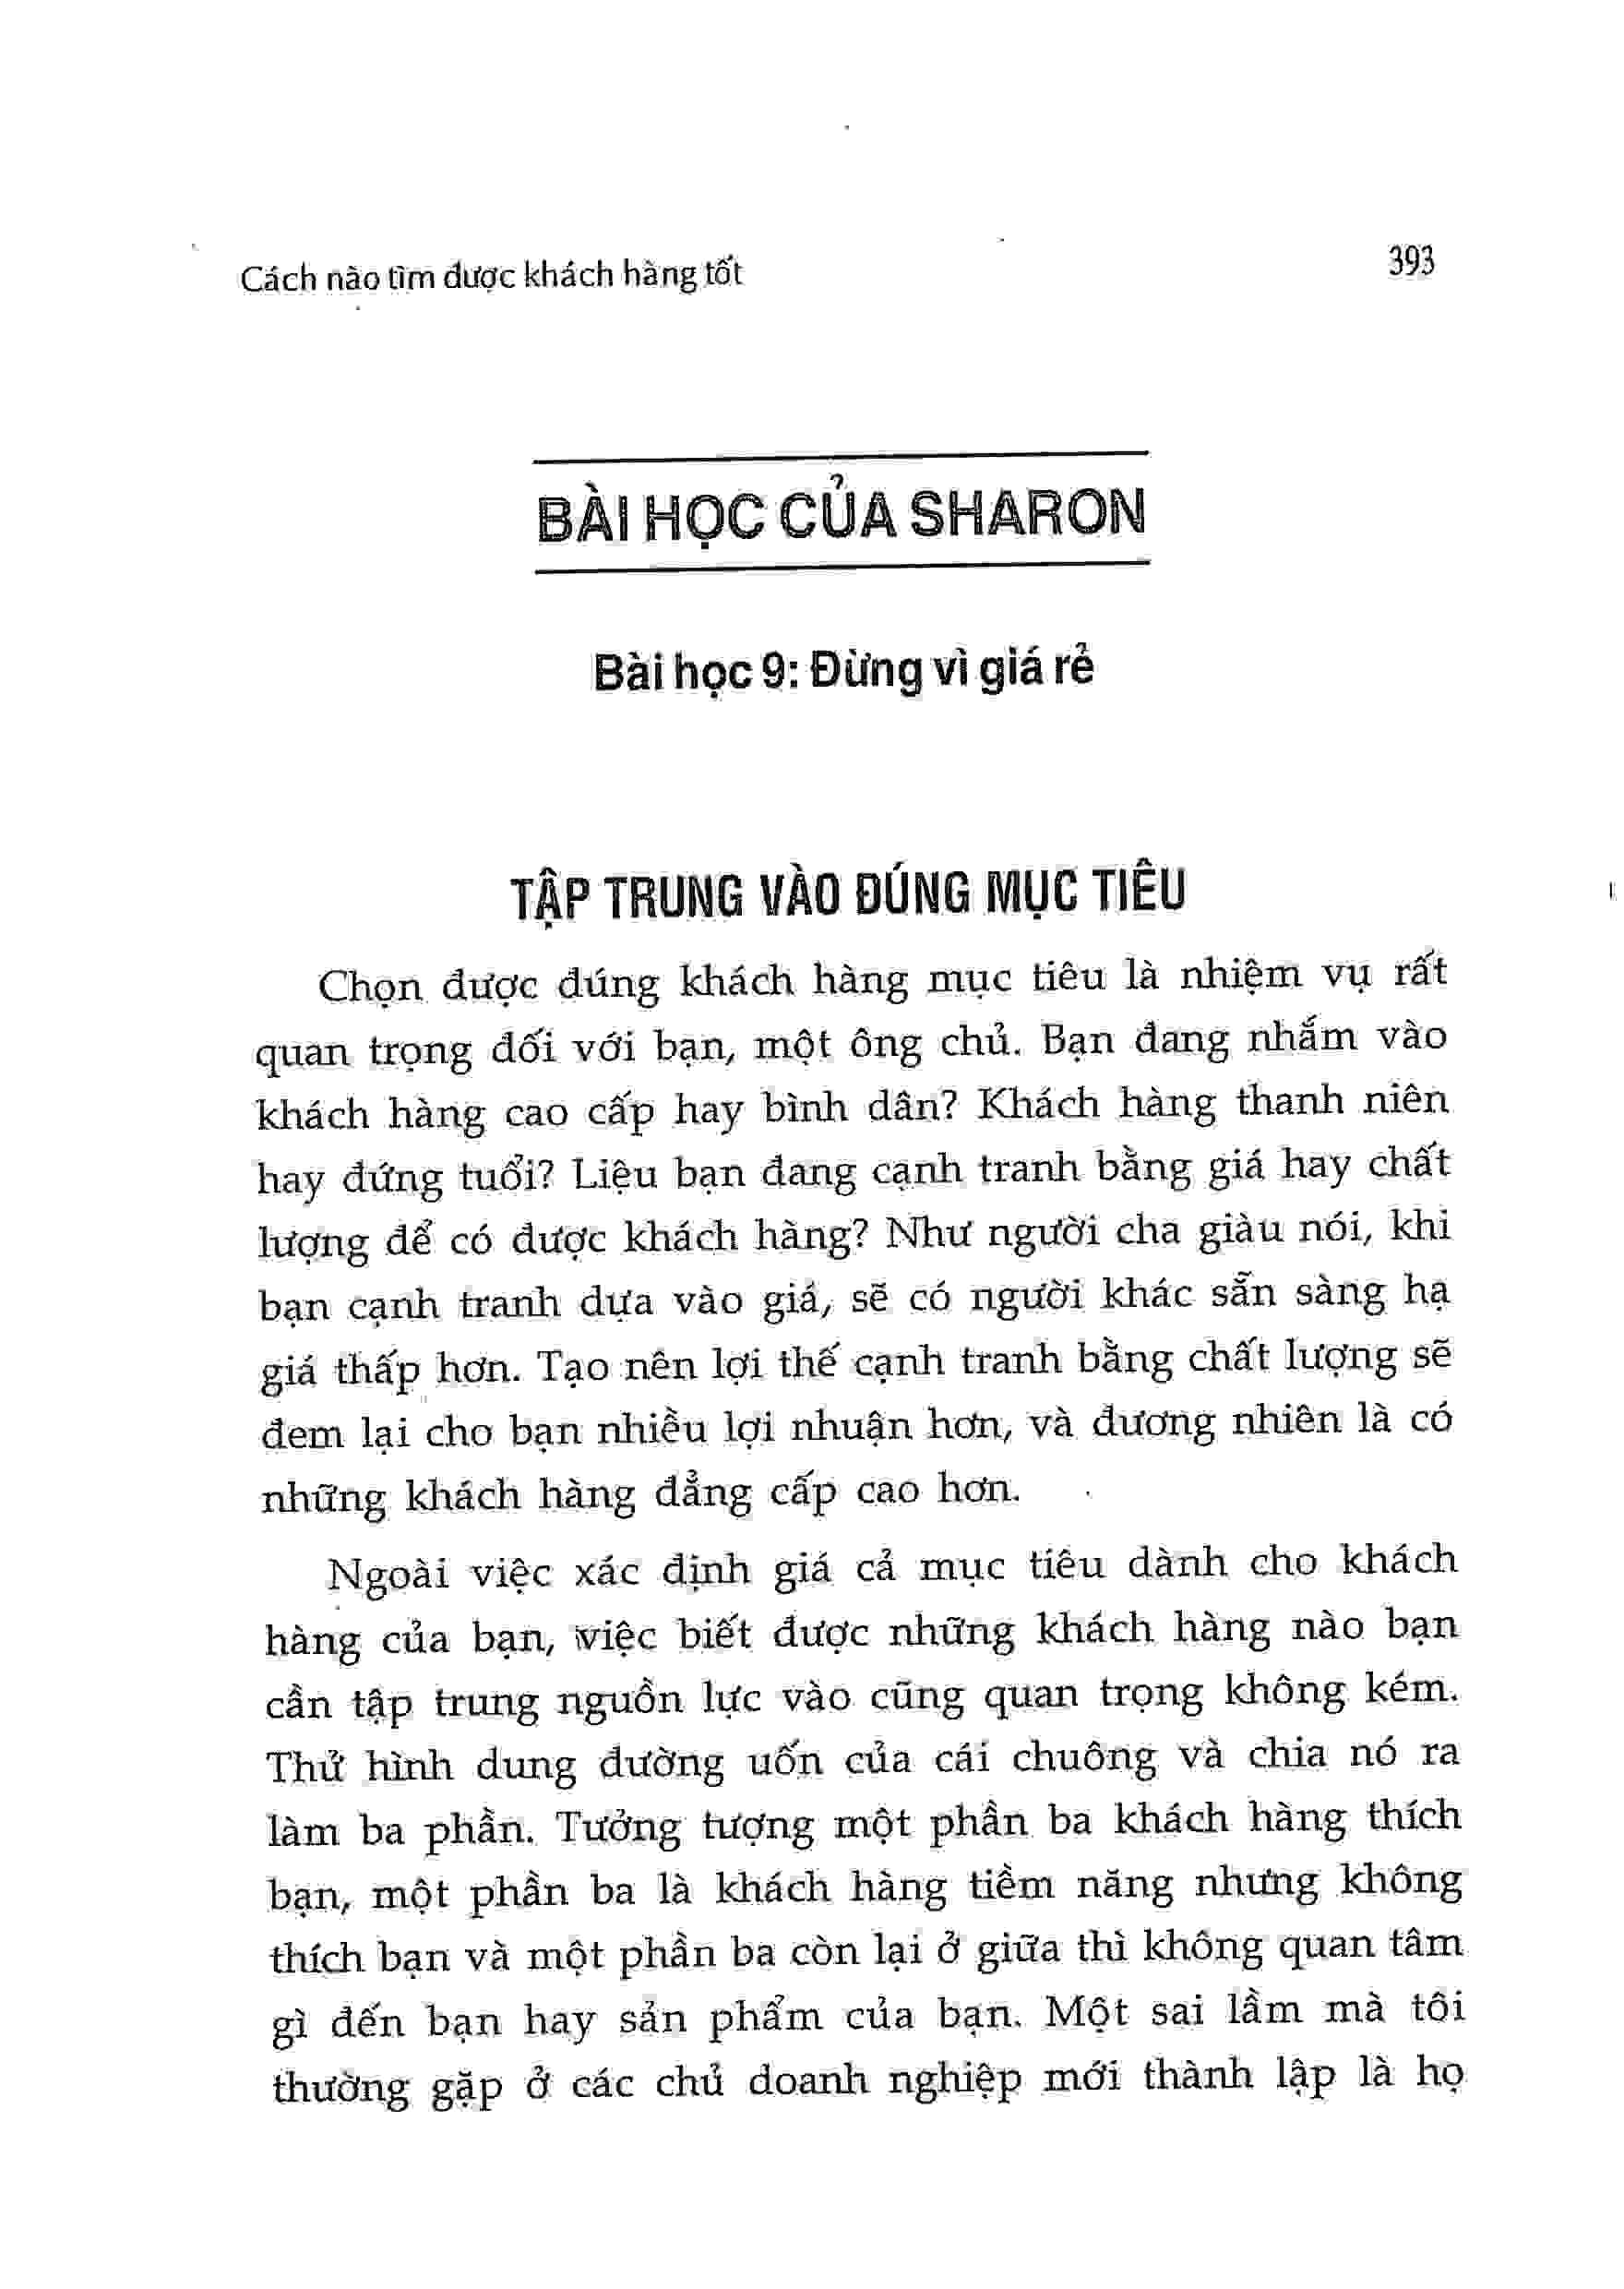 Cách nào tìm được khách hàng tốt
393
BÀI HỌC CỦA SHARON
Bài học 9: Đừng vì giá rẻ
TẬP TRUNG VÀO ĐÚNG MỤC TIÊU
Chọn được đúng khách hàng mục tiêu là nhiệm vụ rất
quan trọng đối với bạn, một ông chủ. Bạn đang nhắm vào
khách hàng cao cấp hay bình dân? Khách hàng thanh niên
hay đứng tuổi? Liệu bạn đang cạnh tranh bằng giá hay chất
lượng để có được khách hàng? Như người cha giàu nói, khi
bạn cạnh tranh dựa vào giá, sẽ có người khác sẵn sàng hạ
giá thấp hơn. Tạo nên lợi thế cạnh tranh bằng chất lượng sẽ
đem lại cho bạn nhiều lợi nhuận hơn, và đương nhiên là có
những khách hàng đẳng cấp cao hơn.
Ngoài việc xác định giá cả mục tiêu dành cho khách
hàng của bạn, việc biết được những khách hàng nào bạn
cần tập trung nguồn lực vào cũng quan trọng không kém.
Thử hình dung đường uốn của cái chuông và chia nó ra
làm ba phần. Tưởng tượng một phần ba khách hàng thích
bạn, một phần ba là khách hàng tiềm năng nhưng không
thích bạn và một phần ba còn lại ở giữa thì không quan tâm
gì đến bạn hay sản phẩm của bạn. Một sai lầm mà tôi
thường gặp ở các chủ doanh nghiệp mới thành lập là họ